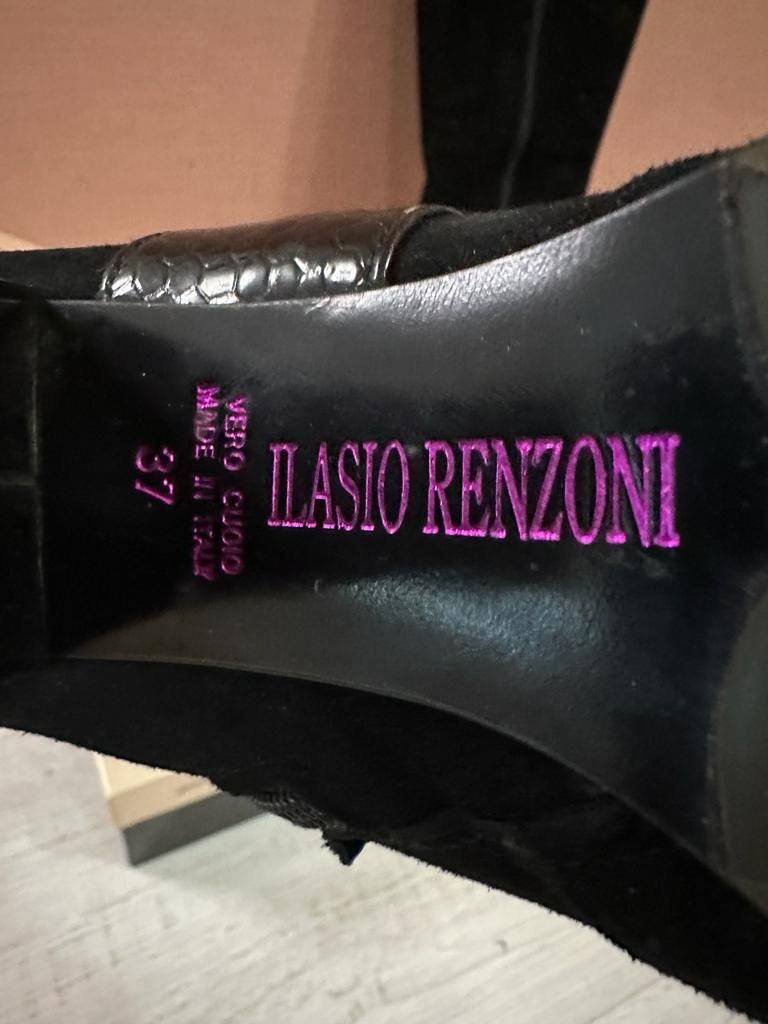 ILASIO RENZONI
VERO CUOIO
MADE IN ITALY
37